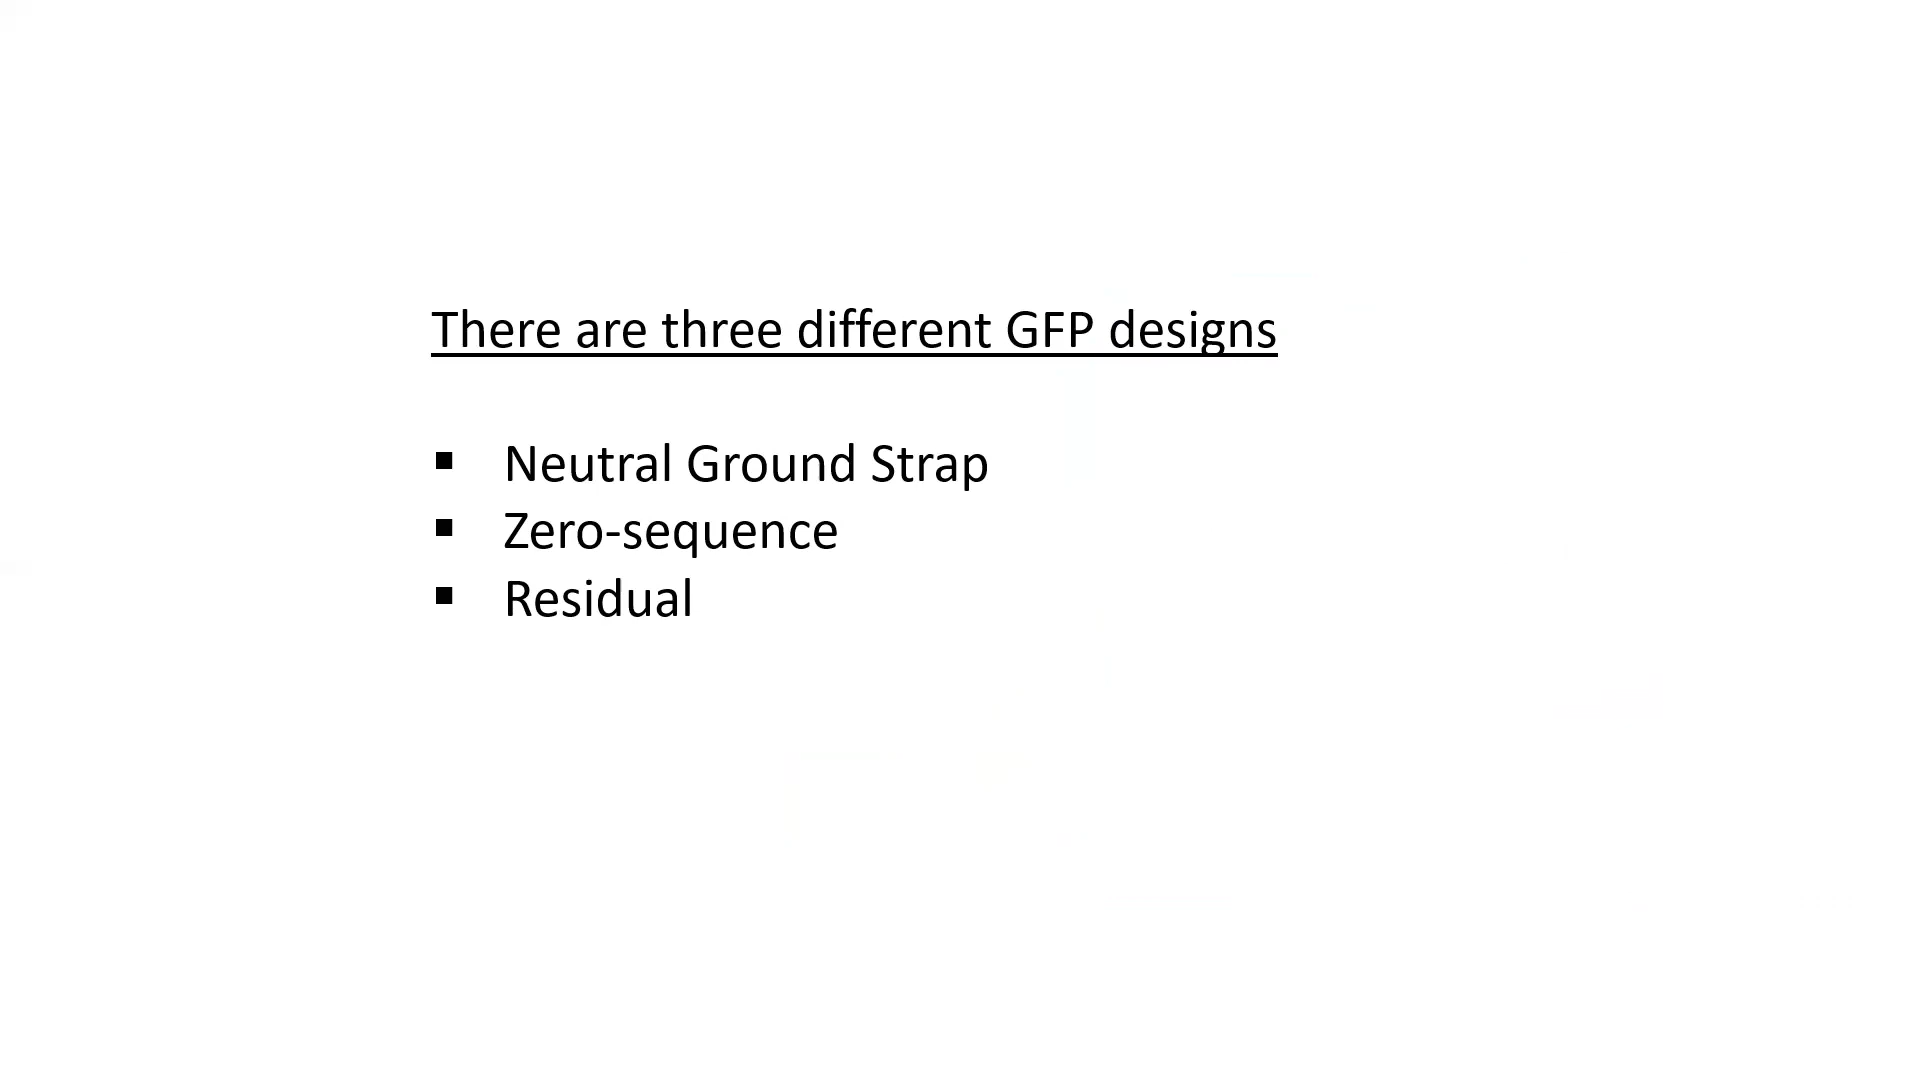 There are three different GFP designs
▪ Neutral Ground Strap
▪ Zero-sequence
▪ Residual